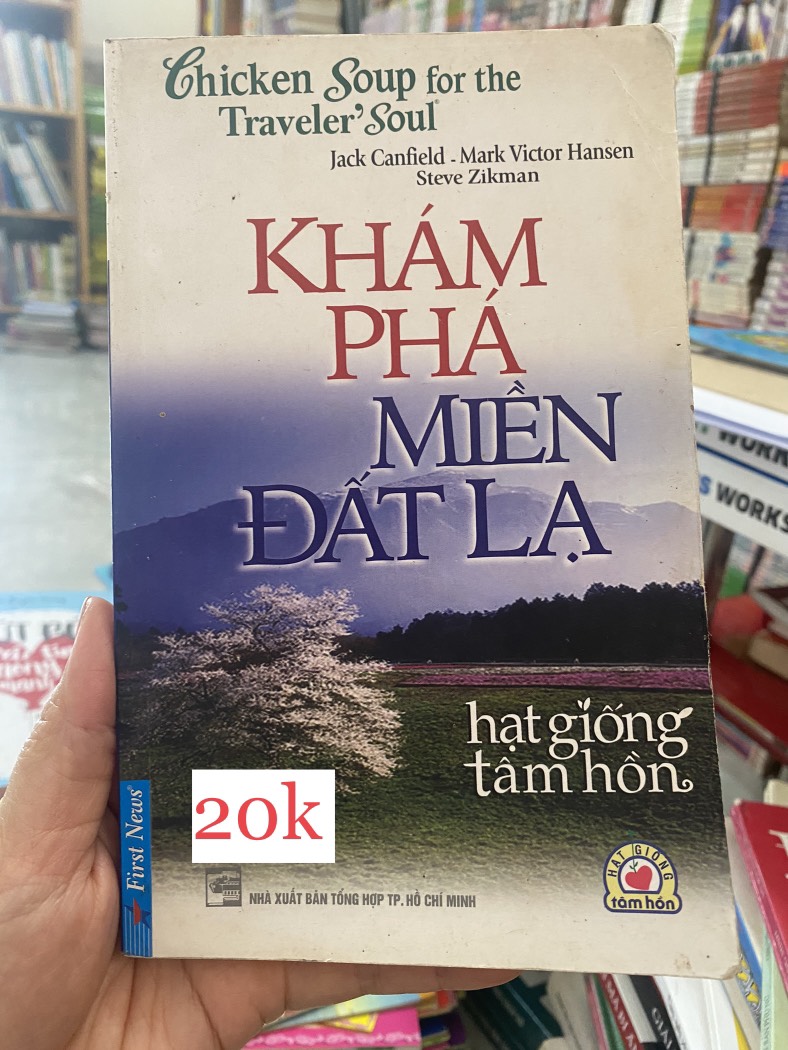 Chicken Soup for the
Traveler'Soul
Jack Canfield - Mark Victor Hansen
Steve Zikman
KHÁM
PHÁ
MIỀN
ĐẤT LẠ
hạt giống
tâm hồn
20k
First News
NHÀ XUẤT BẢN TỔNG HỢP TP. HỒ CHÍ MINH
HẠT GIỐNG
tâm hồn
WORK
S WORKS